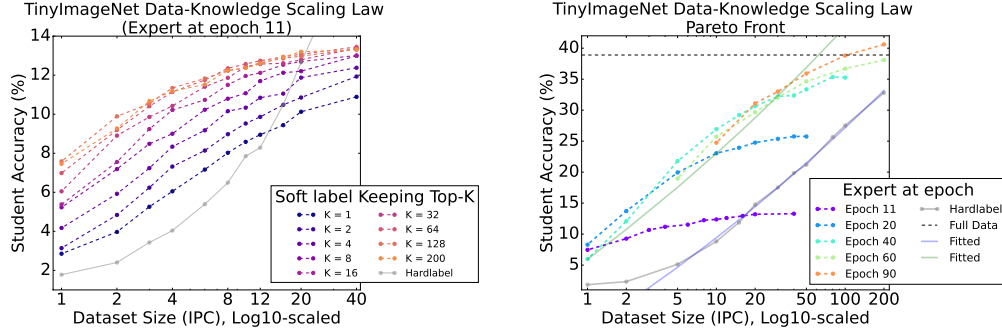 TinyImageNet Data-Knowledge Scaling Law
(Expert at epoch 11)
Student Accuracy (%)
14
12
10
8
6
4
2
1
2
4
8
12
20
40
Dataset Size (IPC), Log10-scaled
Soft label Keeping Top-K
K = 1
K = 2
K = 4
K = 8
K = 16
K = 32
K = 64
K = 128
K = 200
Hardlabel
TinyImageNet Data-Knowledge Scaling Law
Pareto Front
Student Accuracy (%)
40
35
30
25
20
15
10
5
1
2
5
10
20
50
100
200
Dataset Size (IPC), Log10-scaled
Expert at epoch
Epoch 11
Epoch 20
Epoch 40
Epoch 60
Epoch 90
Hardlabel
Full Data
Fitted
Fitted